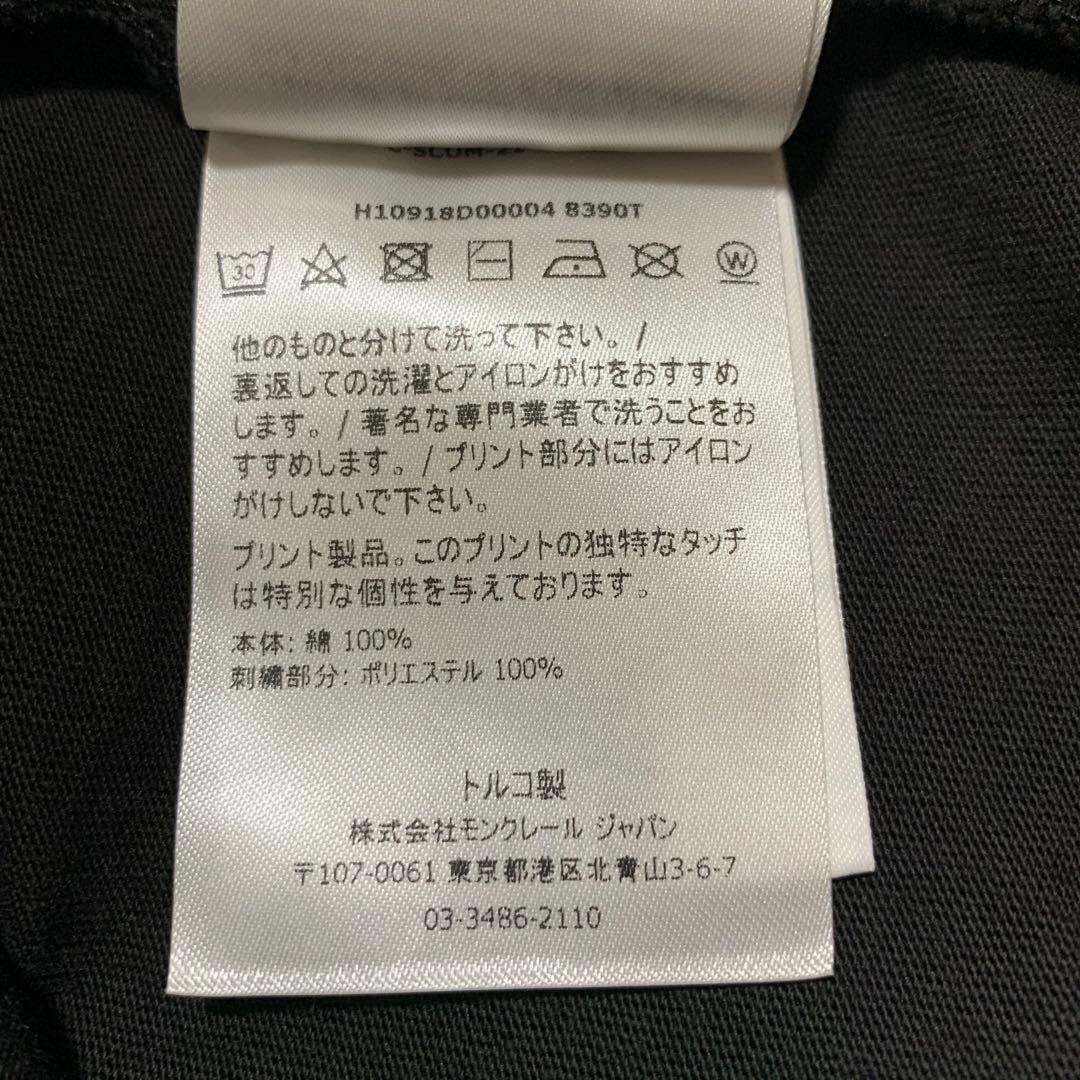 H10918D00004 8390T
30
W
他のものと分けて洗って下さい。/
裏返しての洗濯とアイロンがけをおすすめ
します。/ 著名な専門業者で洗うことをお
すすめします。/ プリント部分にはアイロン
がけしないで下さい。
プリント製品。このプリントの独特なタッチ
は特別な個性を与えております。
本体: 綿 100%
刺繍部分: ポリエステル 100%
トルコ製
株式会社モンクレール ジャパン
〒107-0061 東京都港区北青山3-6-7
03-3486-2110